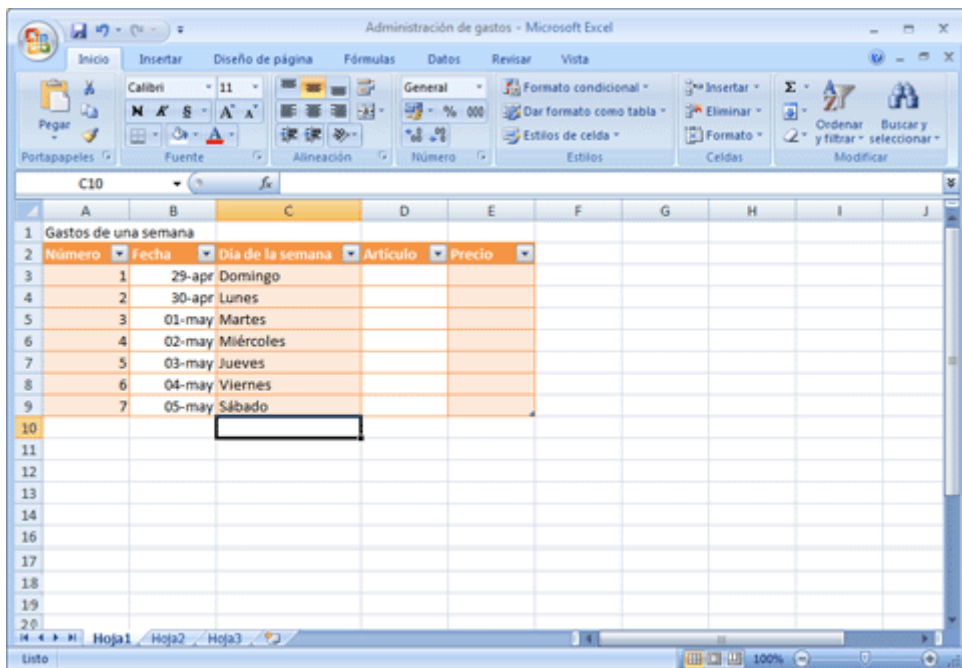 Administración de gastos - Microsoft Excel
Inicio Insertar Diseño de página Fórmulas Datos Revisar Vista
Pegar
Portapapeles
Calibri 11
N K S A A
A
Fuente
Alineación
General
% 000
Número
Formato condicional
Dar formato como tabla
Estilos de celda
Estilos
Insertar
Eliminar
Formato
Celdas
Σ
Ordenar y filtrar
Buscar y seleccionar
Modificar
C10 fx
A B C D E F G H I J
1 Gastos de una semana
2 Número Fecha Día de la semana Artículo Precio
3 1 29-apr Domingo
4 2 30-apr Lunes
5 3 01-may Martes
6 4 02-may Miércoles
7 5 03-may Jueves
8 6 04-may Viernes
9 7 05-may Sábado
10
11
12
13
14
16
17
18
19
20
Hoja1 Hoja2 Hoja3
Listo 100%